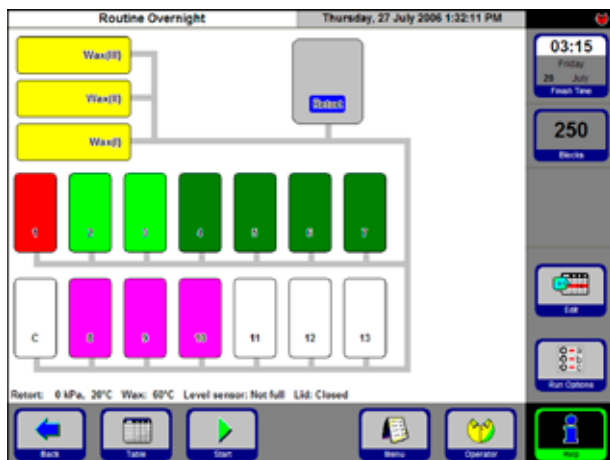 Routine Overnight
Thursday, 27 July 2006 1:32:11 PM
Wax(III)
Wax(II)
Wax(I)
Retort
03:15
Friday
28 July
Finish Time
250
Blocks
1 2 3 4 5 6 7
C 8 9 10 11 12 13
Edit
Run Options
Retort: 0 kPa, 20°C Wax: 60°C Level sensor: Not full Lid: Closed
Back
Table
Start
Menu
Operator
Help